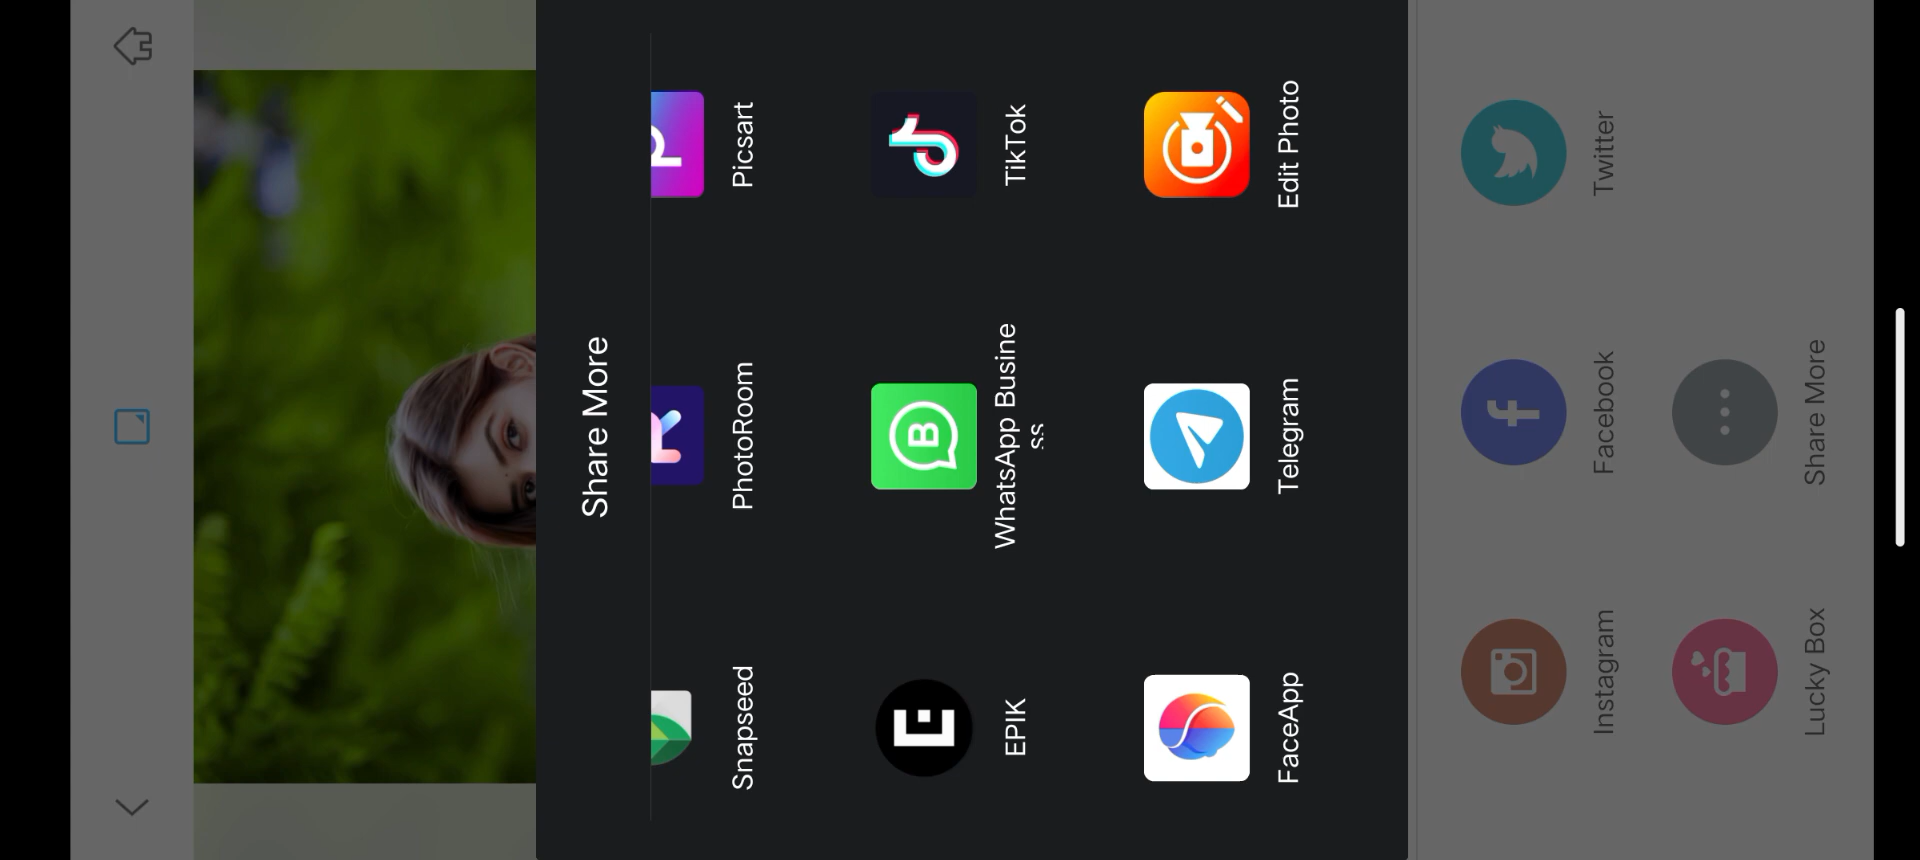 Share More
Snapseed
PhotoRoom
Picsart
EPIK
WhatsApp Busine
ss
TikTok
FaceApp
Telegram
Edit Photo
Instagram
Facebook
Twitter
Lucky Box
Share More